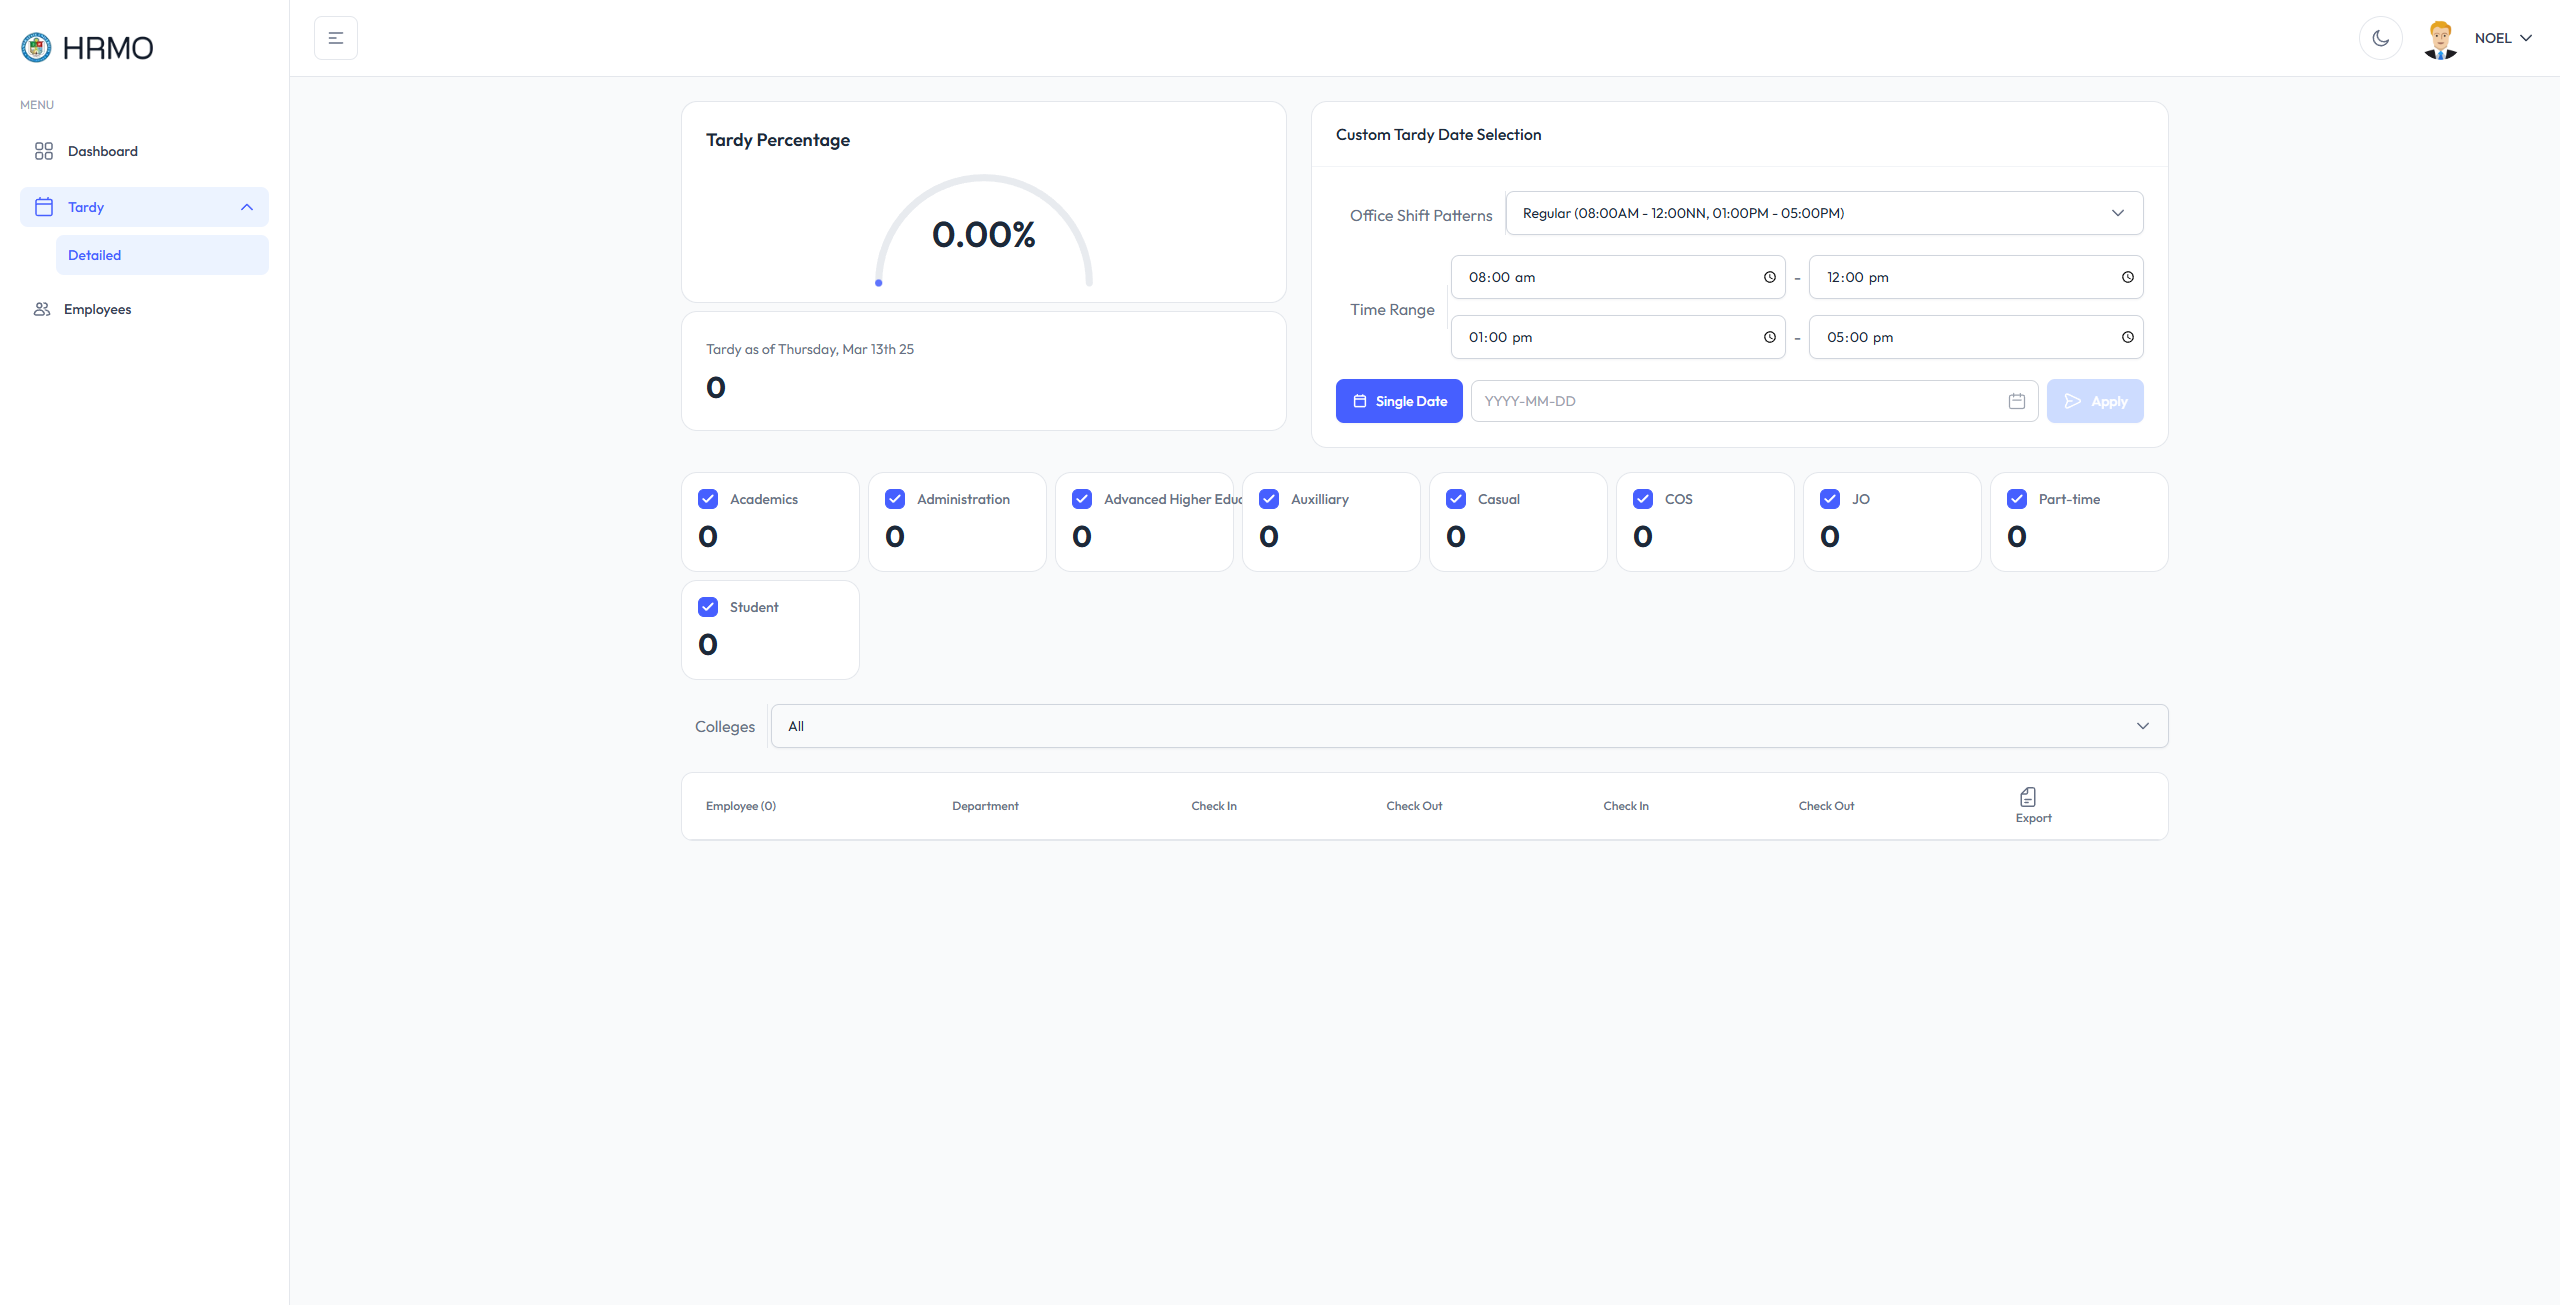 HRMO
NOEL
MENU
Dashboard
Tardy
Detailed
Employees
Tardy Percentage
0.00%
Tardy as of Thursday, Mar 13th 25
0
Custom Tardy Date Selection
Office Shift Patterns
Regular (08:00AM - 12:00NN, 01:00PM - 05:00PM)
Time Range
08:00 am - 12:00 pm
01:00 pm - 05:00 pm
Single Date
YYYY-MM-DD
Apply
Academics
0
Administration
0
Advanced Higher Educ
0
Auxilliary
0
Casual
0
COS
0
JO
0
Part-time
0
Student
0
Colleges
All
Employee (0)
Department
Check In
Check Out
Check In
Check Out
Export